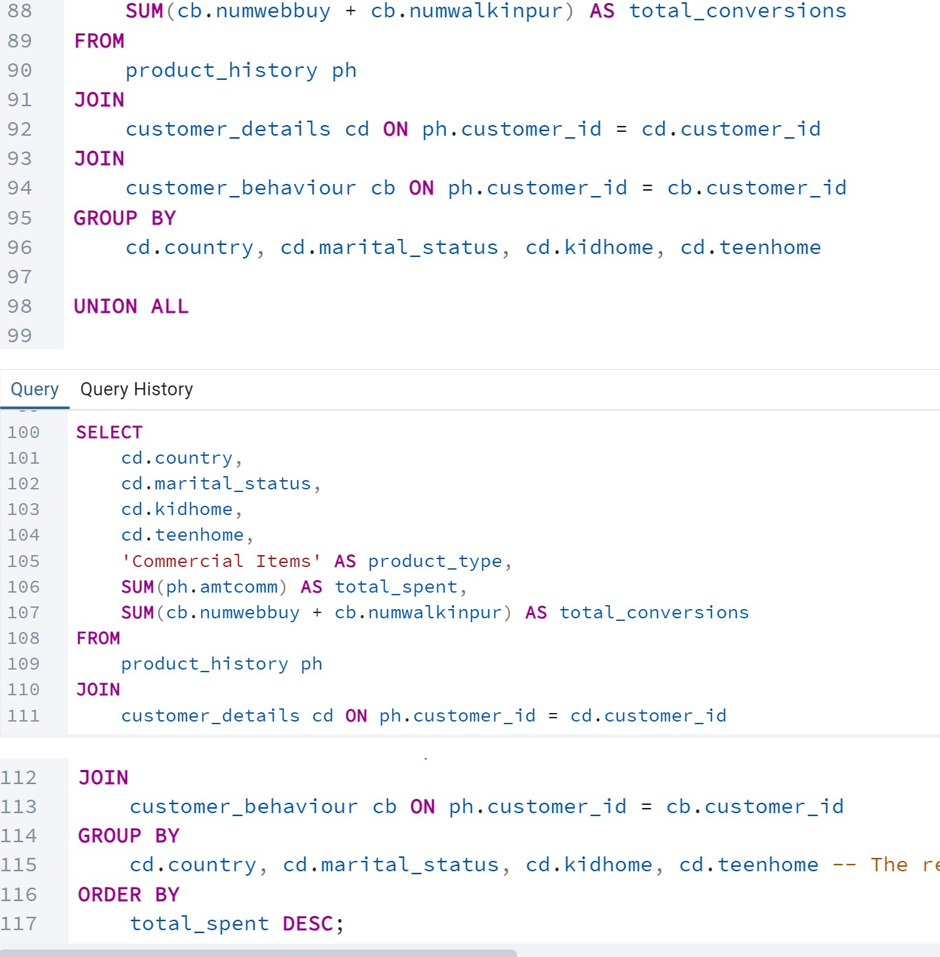 88 SUM(cb.numwebbuy + cb.numwalkinpur) AS total_conversions
89 FROM
90 product_history ph
91 JOIN
92 customer_details cd ON ph.customer_id = cd.customer_id
93 JOIN
94 customer_behaviour cb ON ph.customer_id = cb.customer_id
95 GROUP BY
96 cd.country, cd.marital_status, cd.kidhome, cd.teenhome
97
98 UNION ALL
99
Query Query History
100 SELECT
101 cd.country,
102 cd.marital_status,
103 cd.kidhome,
104 cd.teenhome,
105 'Commercial Items' AS product_type,
106 SUM(ph.amtcomm) AS total_spent,
107 SUM(cb.numwebbuy + cb.numwalkinpur) AS total_conversions
108 FROM
109 product_history ph
110 JOIN
111 customer_details cd ON ph.customer_id = cd.customer_id
112 JOIN
113 customer_behaviour cb ON ph.customer_id = cb.customer_id
114 GROUP BY
115 cd.country, cd.marital_status, cd.kidhome, cd.teenhome -- The
116 ORDER BY
117 total_spent DESC;